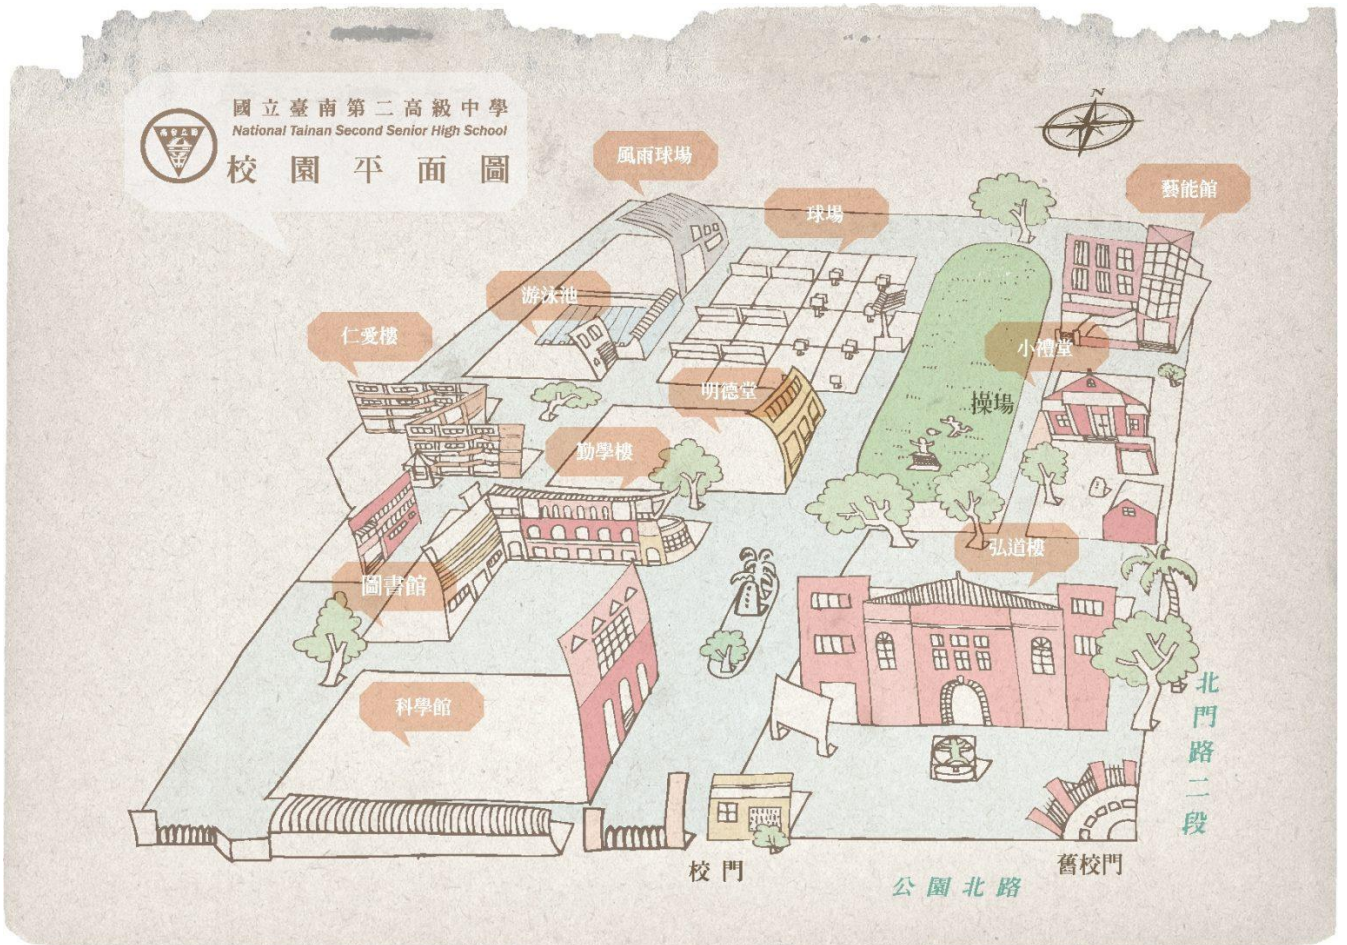 國立臺南第二高級中學
National Tainan Second Senior High School
校園平面圖
N
風雨球場
藝能館
球場
游泳池
仁愛樓
小禮堂
明德堂
操場
勤學樓
弘道樓
圖書館
科學館
北門路二段
校門
舊校門
公園北路